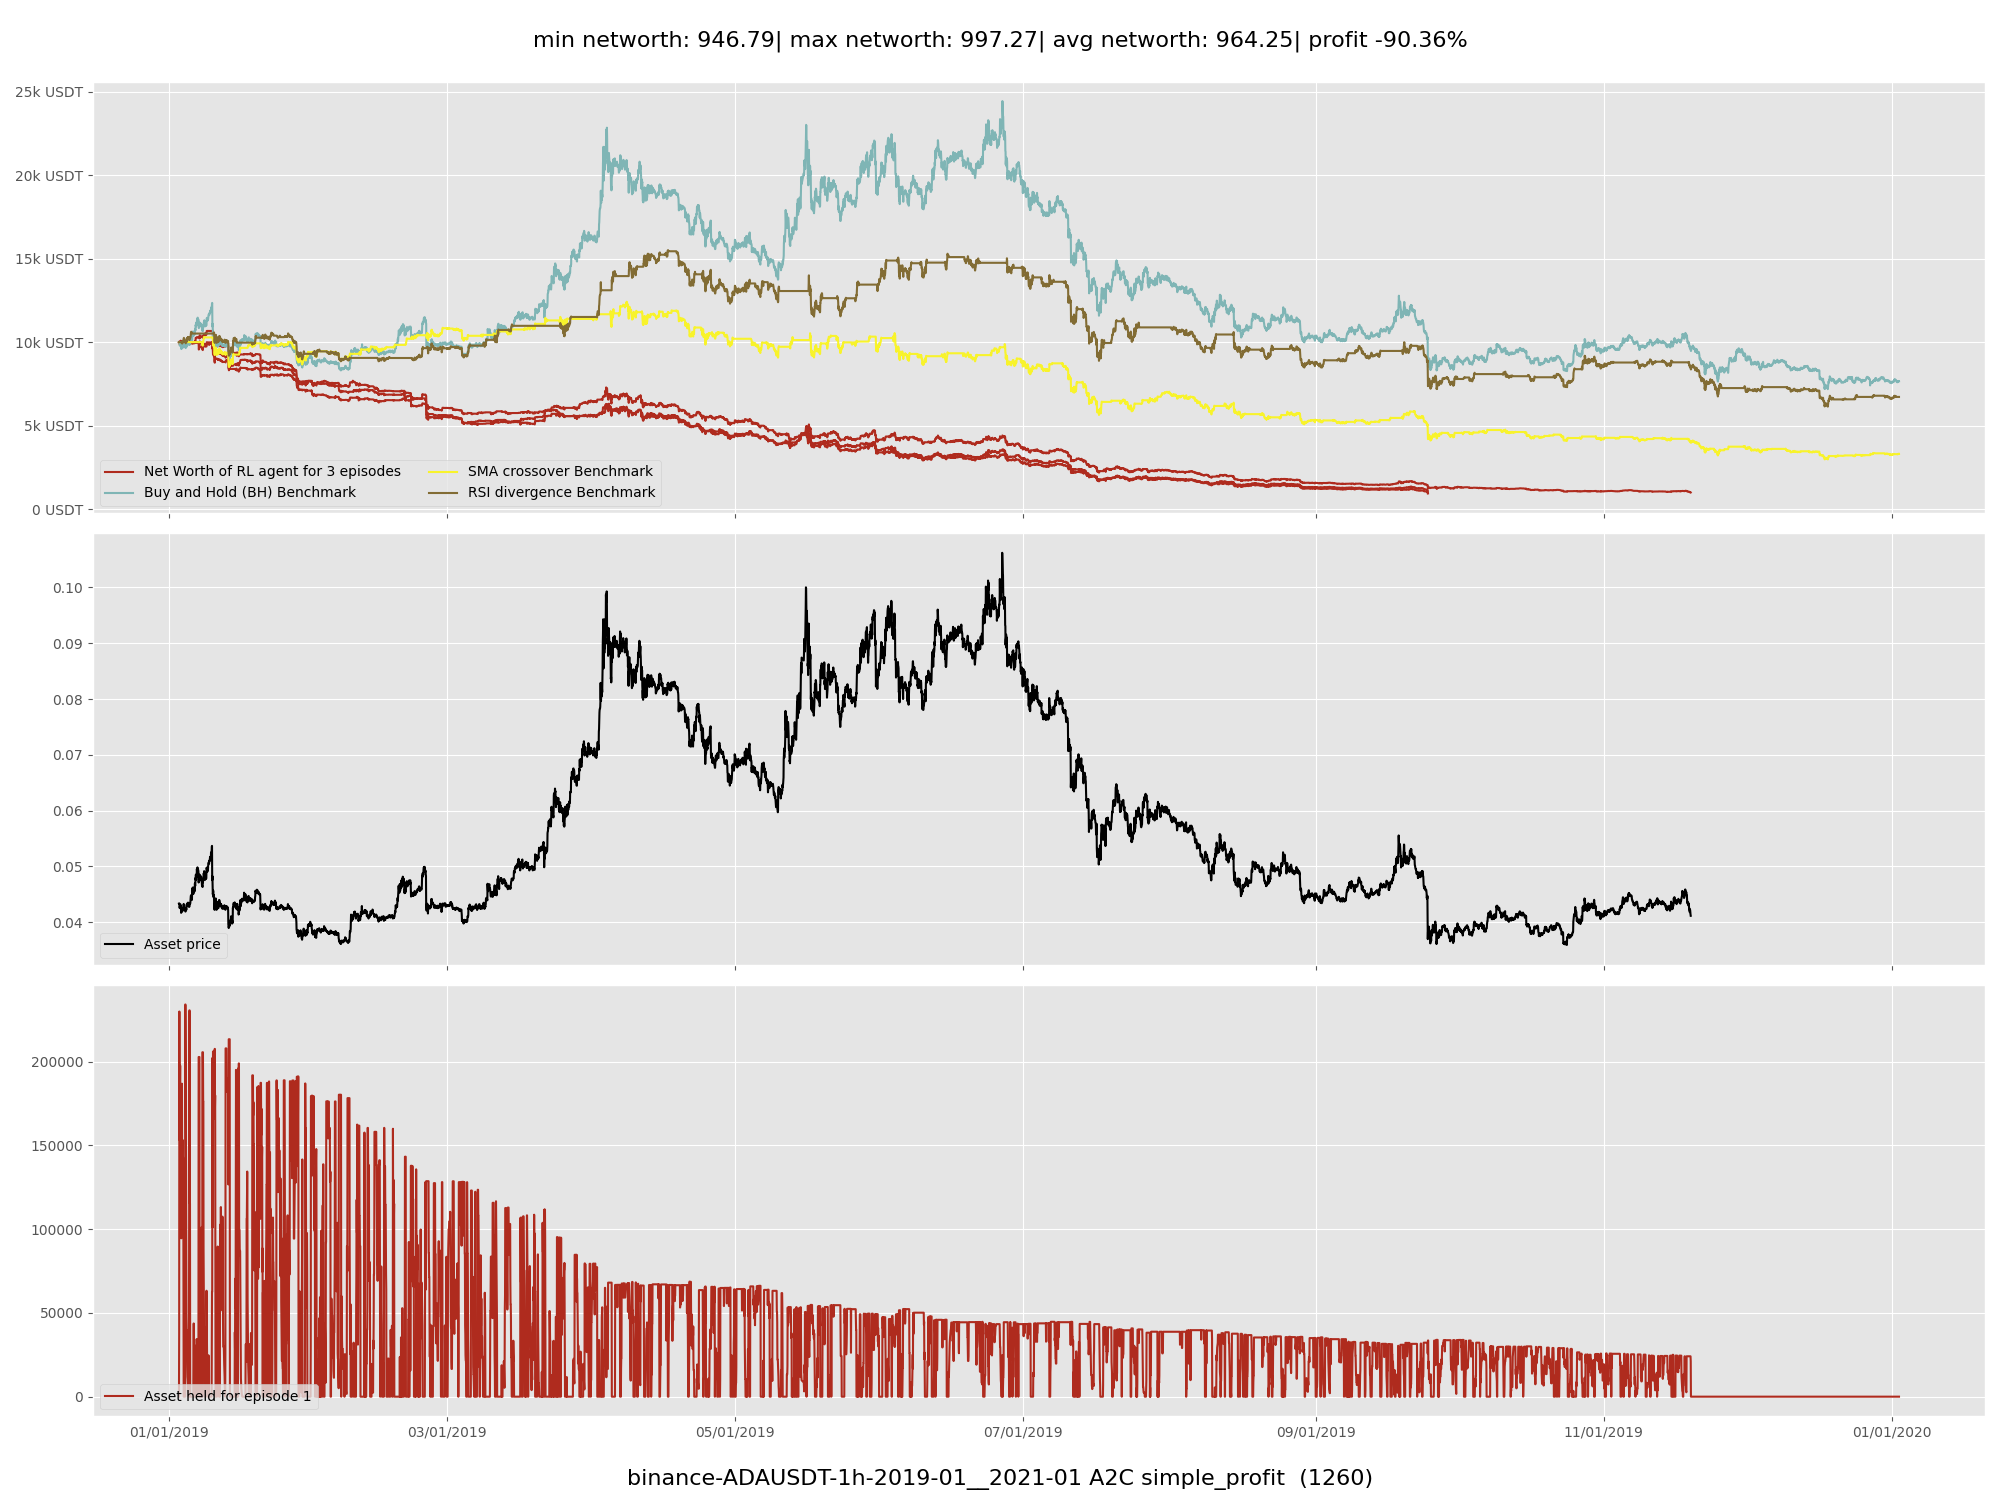 min networth: 946.79| max networth: 997.27| avg networth: 964.25| profit -90.36%
25k USDT
20k USDT
15k USDT
10k USDT
5k USDT
0 USDT
Net Worth of RL agent for 3 episodes
Buy and Hold (BH) Benchmark
SMA crossover Benchmark
RSI divergence Benchmark
0.10
0.09
0.08
0.07
0.06
0.05
0.04
Asset price
200000
150000
100000
50000
0
Asset held for episode 1
01/01/2019
03/01/2019
05/01/2019
07/01/2019
09/01/2019
11/01/2019
01/01/2020
binance-ADAUSDT-1h-2019-01__2021-01 A2C simple_profit  (1260)